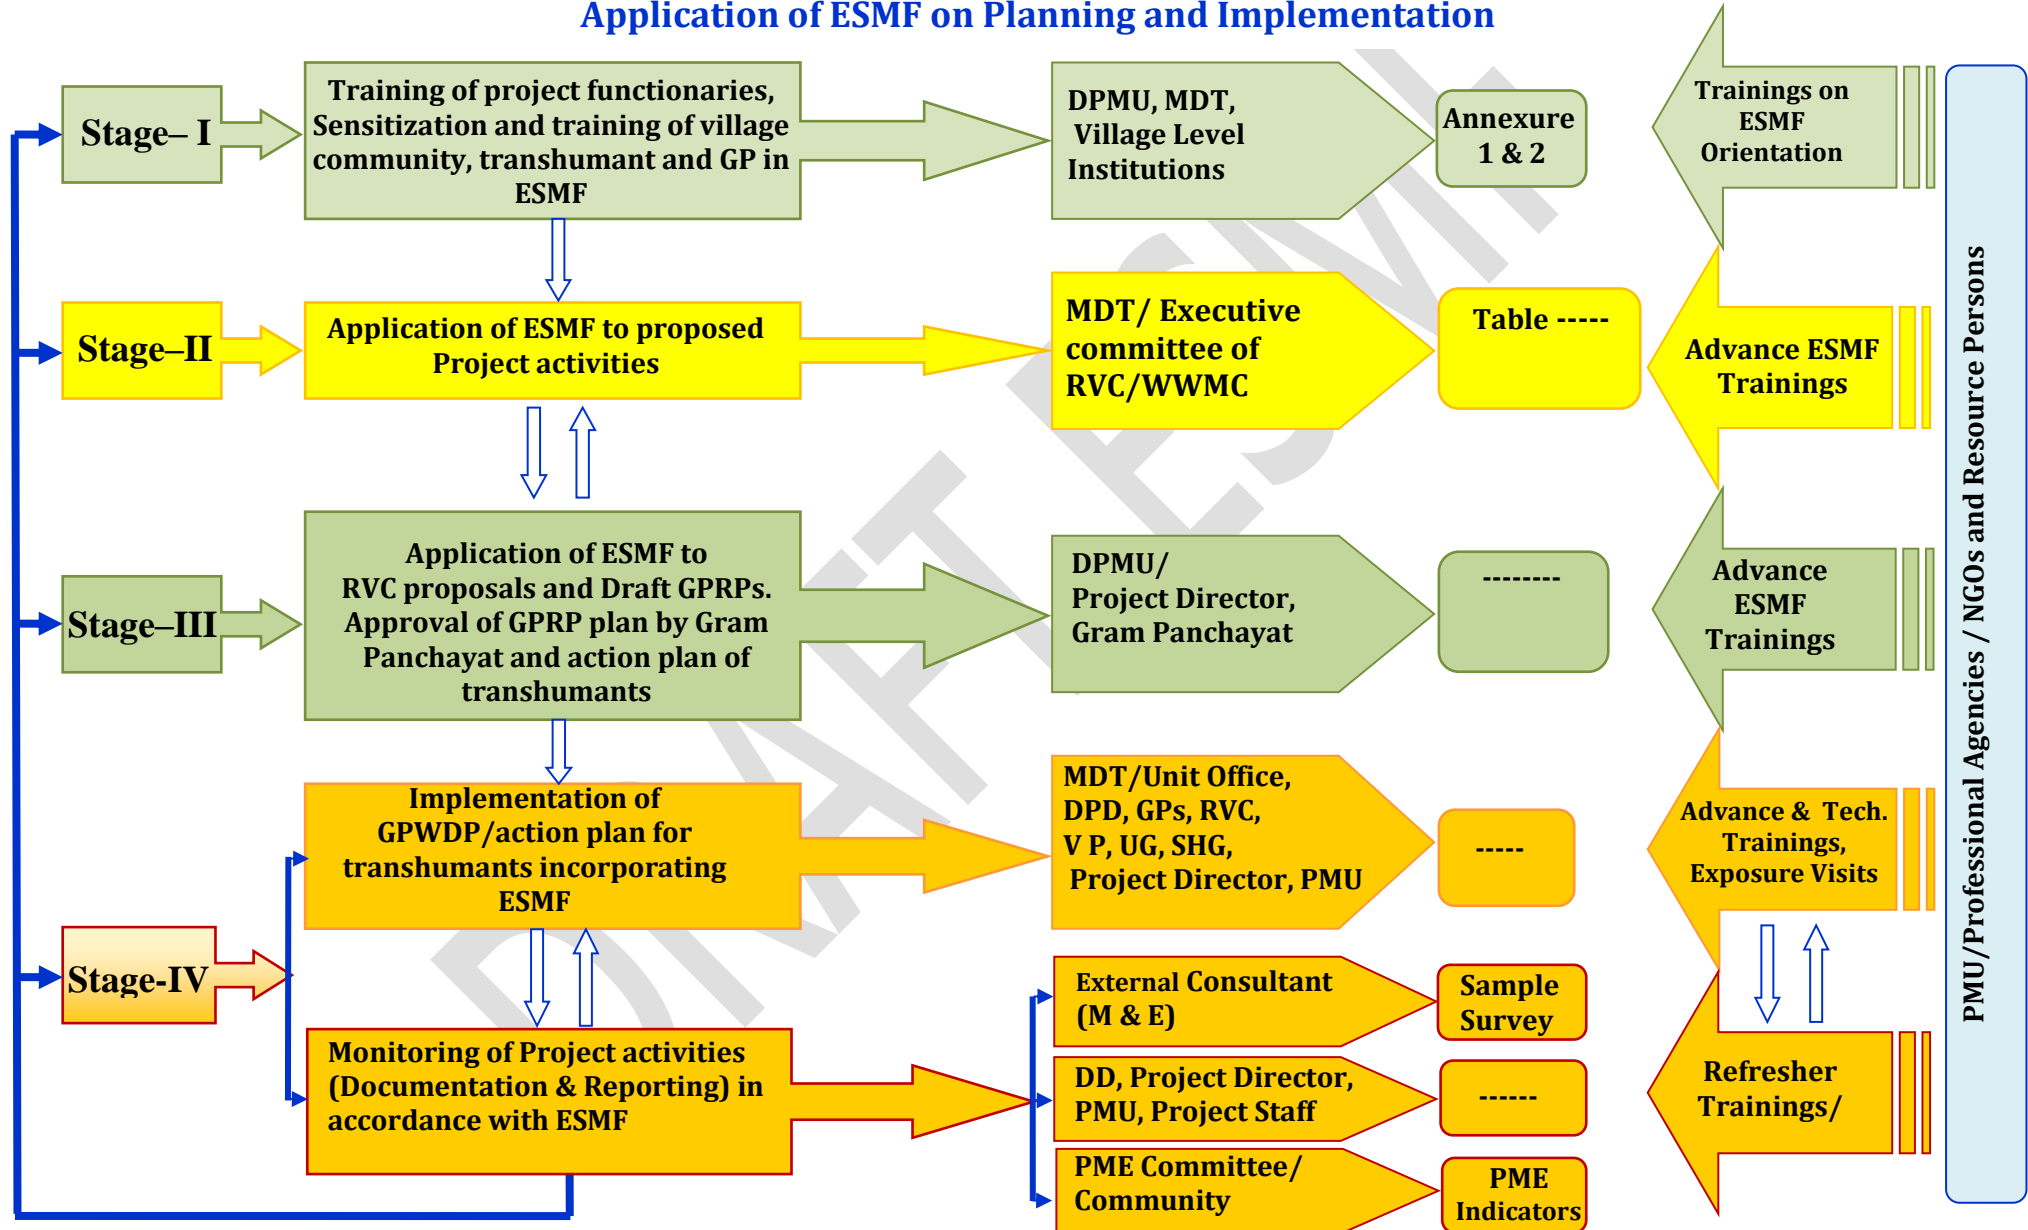 Application of ESMF on Planning and Implementation
Stage– I
Training of project functionaries,
Sensitization and training of village
community, transhumant and GP in
ESMF
DPMU, MDT,
Village Level
Institutions
Annexure
1 & 2
Trainings on
ESMF
Orientation
Stage–II
Application of ESMF to proposed
Project activities
MDT/ Executive
committee of
RVC/WWMC
Table -----
Advance ESMF
Trainings
Stage–III
Application of ESMF to
RVC proposals and Draft GPRPs.
Approval of GPRP plan by Gram
Panchayat and action plan of
transhumants
DPMU/
Project Director,
Gram Panchayat
--------
Advance
ESMF
Trainings
Stage-IV
Implementation of
GPWDP/action plan for
transhumants incorporating
ESMF
MDT/Unit Office,
DPD, GPs, RVC,
V P, UG, SHG,
Project Director, PMU
-----
Advance & Tech.
Trainings,
Exposure Visits
Monitoring of Project activities
(Documentation & Reporting) in
accordance with ESMF
External Consultant
(M & E)
Sample
Survey
DD, Project Director,
PMU, Project Staff
------
PME Committee/
Community
PME
Indicators
Refresher
Trainings/
PMU/Professional Agencies / NGOs and Resource Persons
DRAFT ESMF